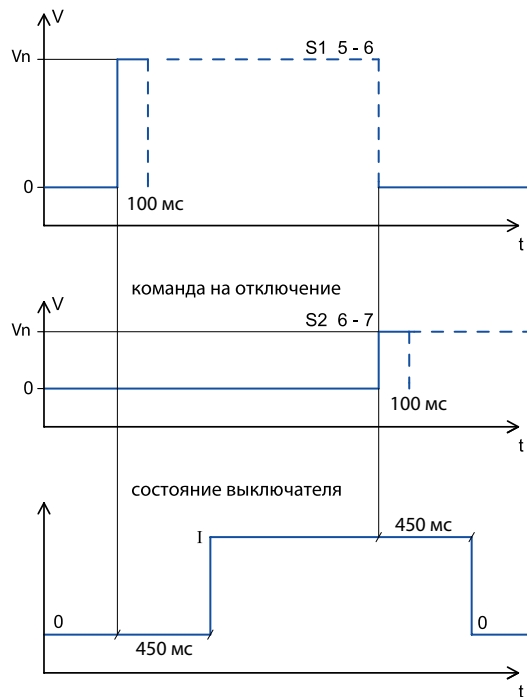 V
Vn
S1 5 - 6
0
100 мс
t
команда на отключение
V
Vn
S2 6 - 7
0
100 мс
t
состояние выключателя
I
450 мс
0
0
450 мс
t